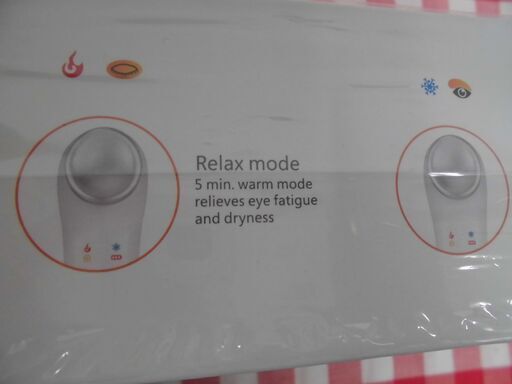 Relax mode
5 min. warm mode
relieves eye fatigue
and dryness